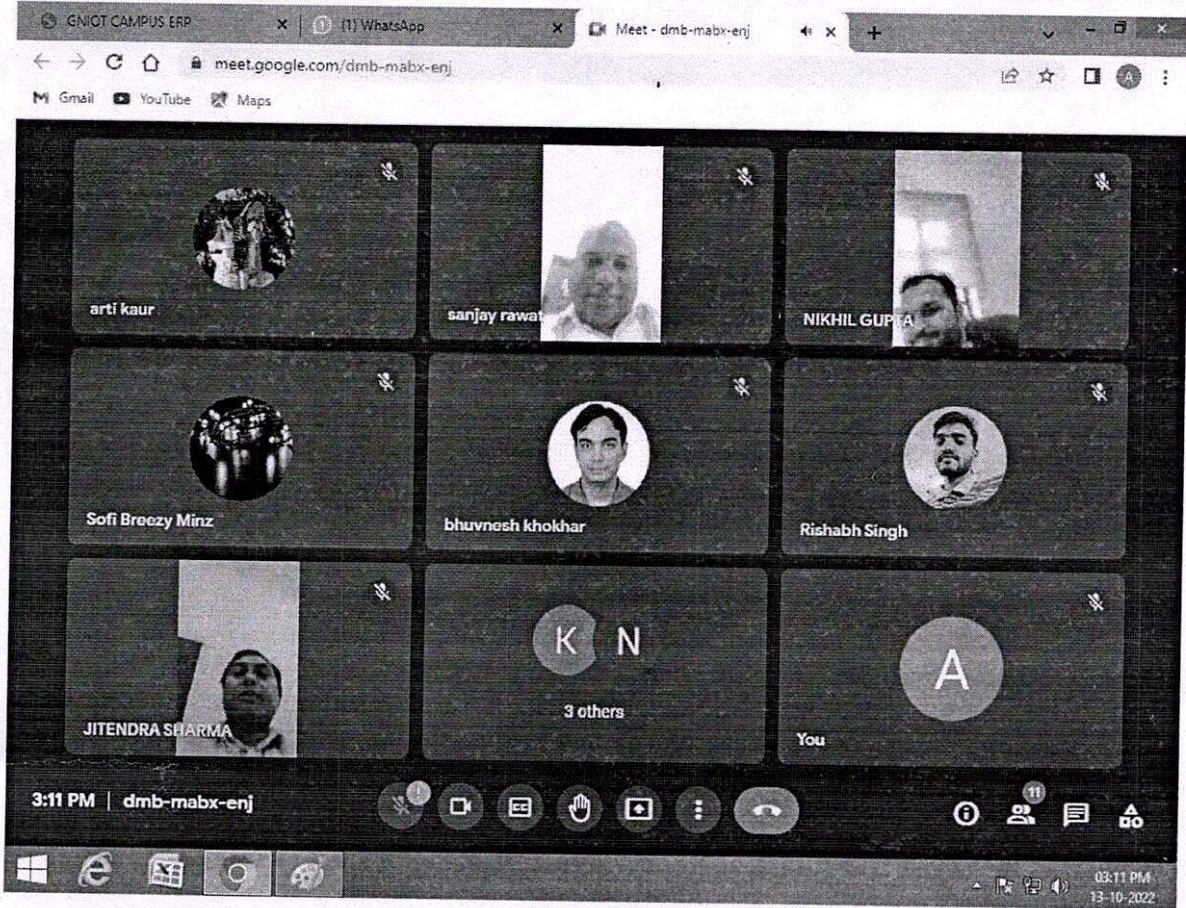 GNIOT CAMPUS ERP
(1) WhatsApp
Meet - dmb-mabx-enj
meet.google.com/dmb-mabx-enj
A
Gmail
YouTube
Maps
arti kaur
sanjay rawat
NIKHIL GUPTA
Sofi Breezy Minz
bhuvnesh khokhar
Rishabh Singh
JITENDRA SHARMA
K N
3 others
A
You
3:11 PM | dmb-mabx-enj
CC
11
03:11 PM
13-10-2022